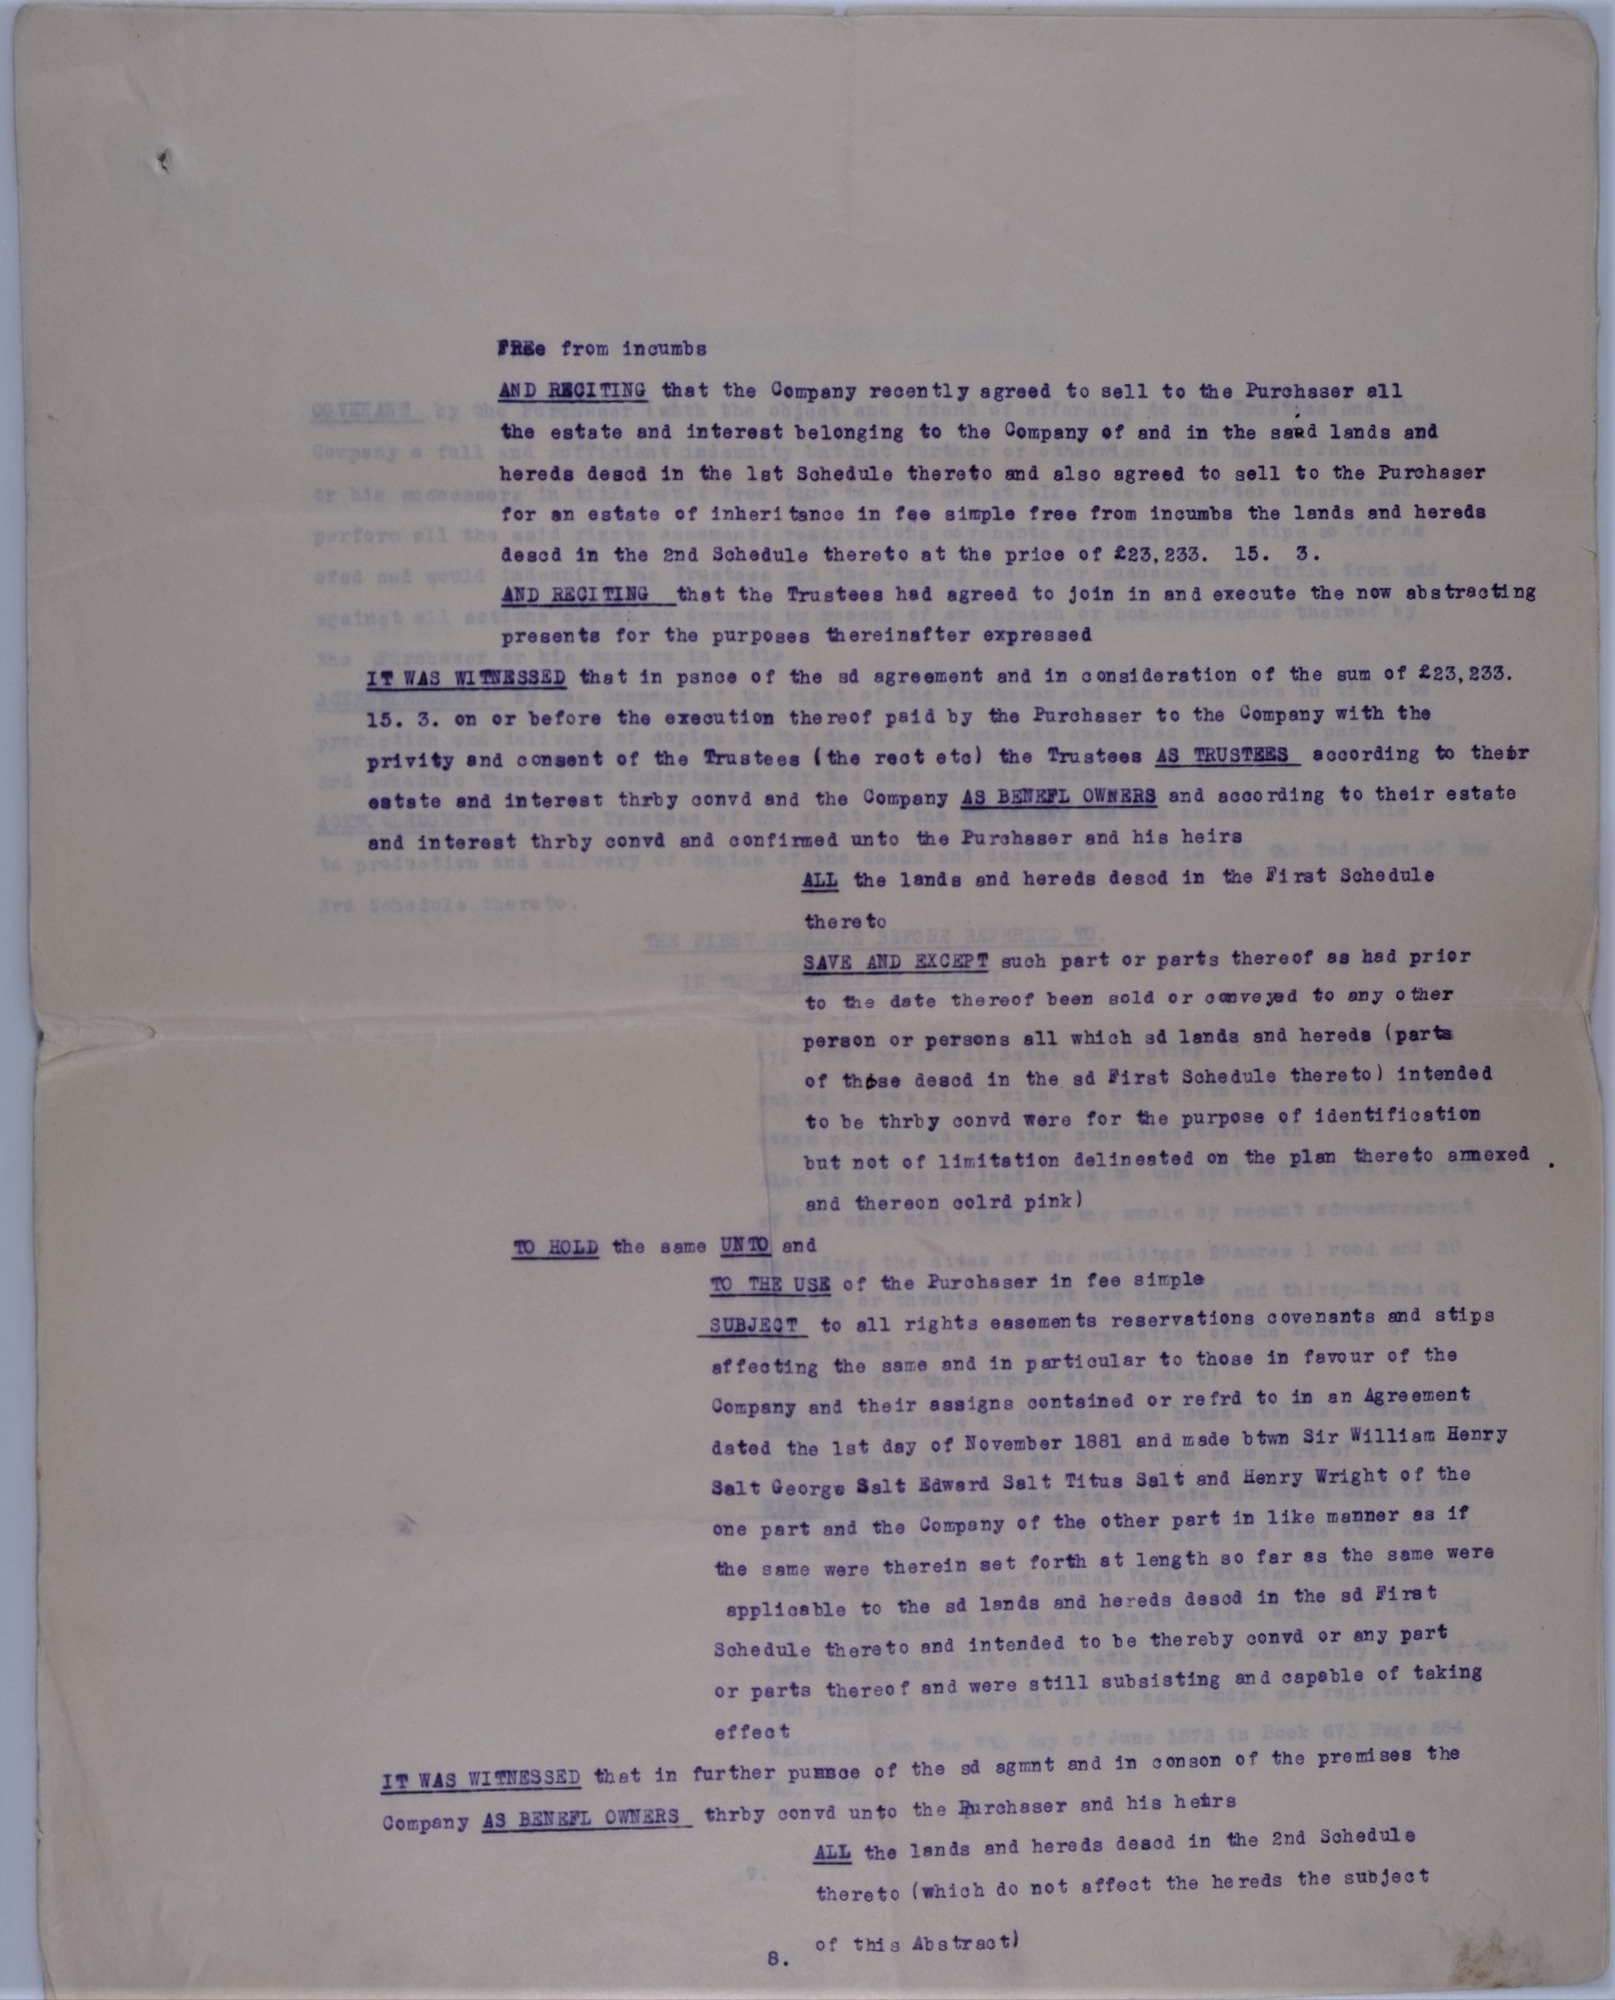 FREe from incumbs
AND RECITING that the Company recently agreed to sell to the Purchaser all
the estate and interest belonging to the Company of and in the said lands and
hereds descd in the 1st Schedule thereto and also agreed to sell to the Purchaser
for an estate of inheritance in fee simple free from incumbs the lands and hereds
descd in the 2nd Schedule thereto at the price of £23,233. 15. 3.
AND RECITING that the Trustees had agreed to join in and execute the now abstracting
presents for the purposes thereinafter expressed
IT WAS WITNESSED that in psnce of the sd agreement and in consideration of the sum of £23,233.
15. 3. on or before the execution thereof paid by the Purchaser to the Company with the
privity and consent of the Trustees (the rect etc) the Trustees AS TRUSTEES according to their
estate and interest thrby convd and the Company AS BENEFL OWNERS and according to their estate
and interest thrby convd and confirmed unto the Purchaser and his heirs
ALL the lands and hereds descd in the First Schedule
thereto
SAVE AND EXCEPT such part or parts thereof as had prior
to the date thereof been sold or conveyed to any other
person or persons all which sd lands and hereds (parts
of those descd in the sd First Schedule thereto) intended
to be thrby convd were for the purpose of identification
but not of limitation delineated on the plan thereto annexed .
and thereon colrd pink)
TO HOLD the same UNTO and
TO THE USE of the Purchaser in fee simple
SUBJECT to all rights easements reservations covenants and stips
affecting the same and in particular to those in favour of the
Company and their assigns contained or refrd to in an Agreement
dated the 1st day of November 1881 and made btwn Sir William Henry
Salt George Salt Edward Salt Titus Salt and Henry Wright of the
one part and the Company of the other part in like manner as if
the same were therein set forth at length so far as the same were
applicable to the sd lands and hereds descd in the sd First
Schedule thereto and intended to be thereby convd or any part
or parts thereof and were still subsisting and capable of taking
effect
IT WAS WITNESSED that in further of the sd agmnt and in conson of the premises the
Company AS BENEFL OWNERS thrby convd unto the Purchaser and his heirs
ALL the lands and hereds descd in the 2nd Schedule
thereto (which do not affect the hereds the subject
of this Abstract)
8.